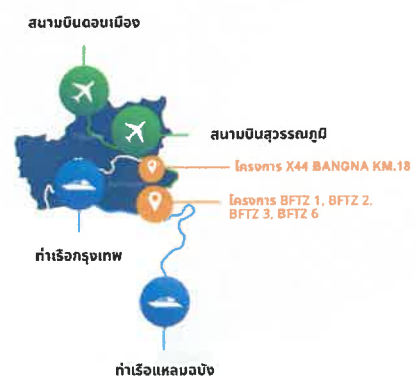 สนามบินดอนเมือง
สนามบินสุวรรณภูมิ
โครงการ X44 BANGNA KM.18
โครงการ BFTZ 1, BFTZ 2,
BFTZ 3, BFTZ 6
ท่าเรือกรุงเทพ
ท่าเรือแหลมฉบัง